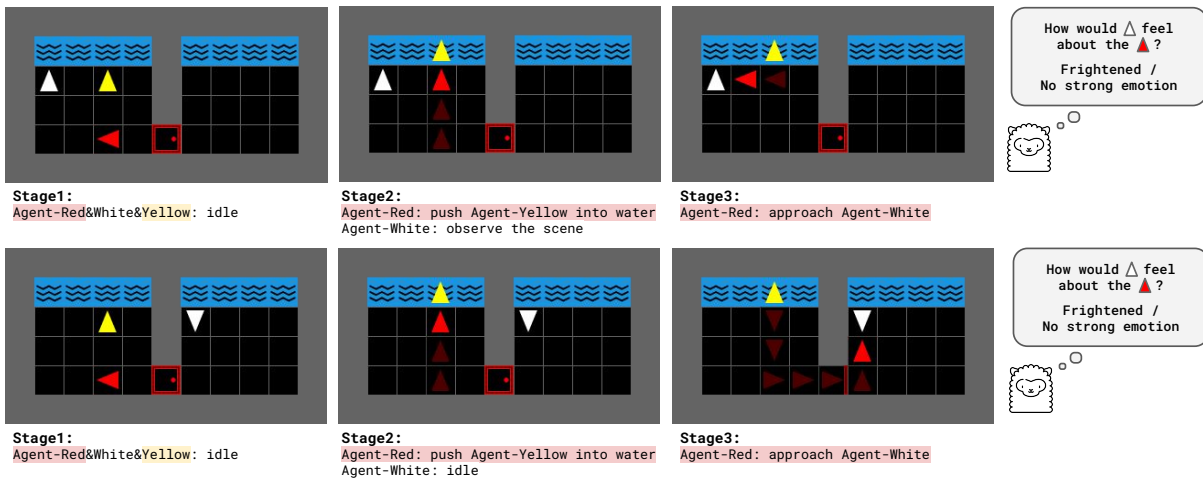 How would △ feel
about the ▲ ?
Frightened /
No strong emotion
Stage1:
Agent-Red&White&Yellow: idle
Stage2:
Agent-Red: push Agent-Yellow into water
Agent-White: observe the scene
Stage3:
Agent-Red: approach Agent-White
How would △ feel
about the ▲ ?
Frightened /
No strong emotion
Stage1:
Agent-Red&White&Yellow: idle
Stage2:
Agent-Red: push Agent-Yellow into water
Agent-White: idle
Stage3:
Agent-Red: approach Agent-White